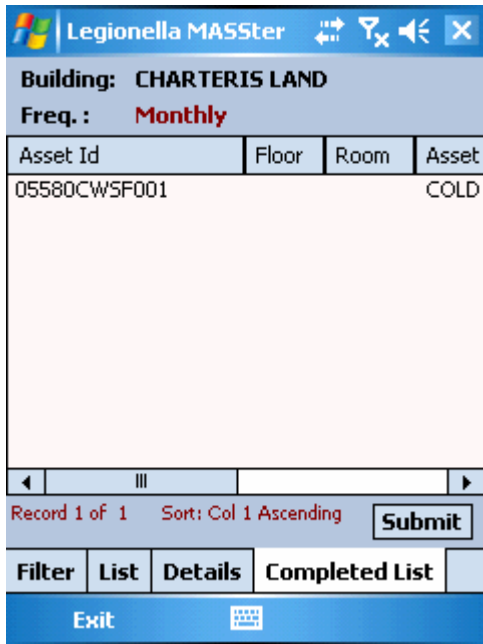 Legionella MASSter
Building: CHARTERIS LAND
Freq. : Monthly
Asset Id Floor Room Asset
05580CWSF001 COLD
Record 1 of 1 Sort: Col 1 Ascending Submit
Filter List Details Completed List
Exit